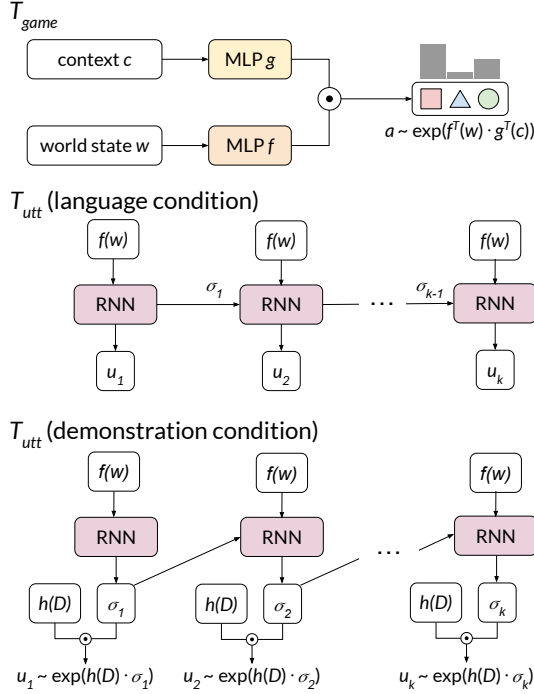 T_game
context c
MLP g
world state w
MLP f
a ~ exp(f^T(w) · g^T(c))
T_utt (language condition)
f(w) f(w) f(w)
RNN σ_1 RNN ··· σ_k-1 RNN
u_1 u_2 u_k
T_utt (demonstration condition)
f(w) f(w) f(w)
RNN RNN ··· RNN
h(D) σ_1 h(D) σ_2 h(D) σ_k
u_1 ~ exp(h(D) · σ_1) u_2 ~ exp(h(D) · σ_2) u_k ~ exp(h(D) · σ_k)